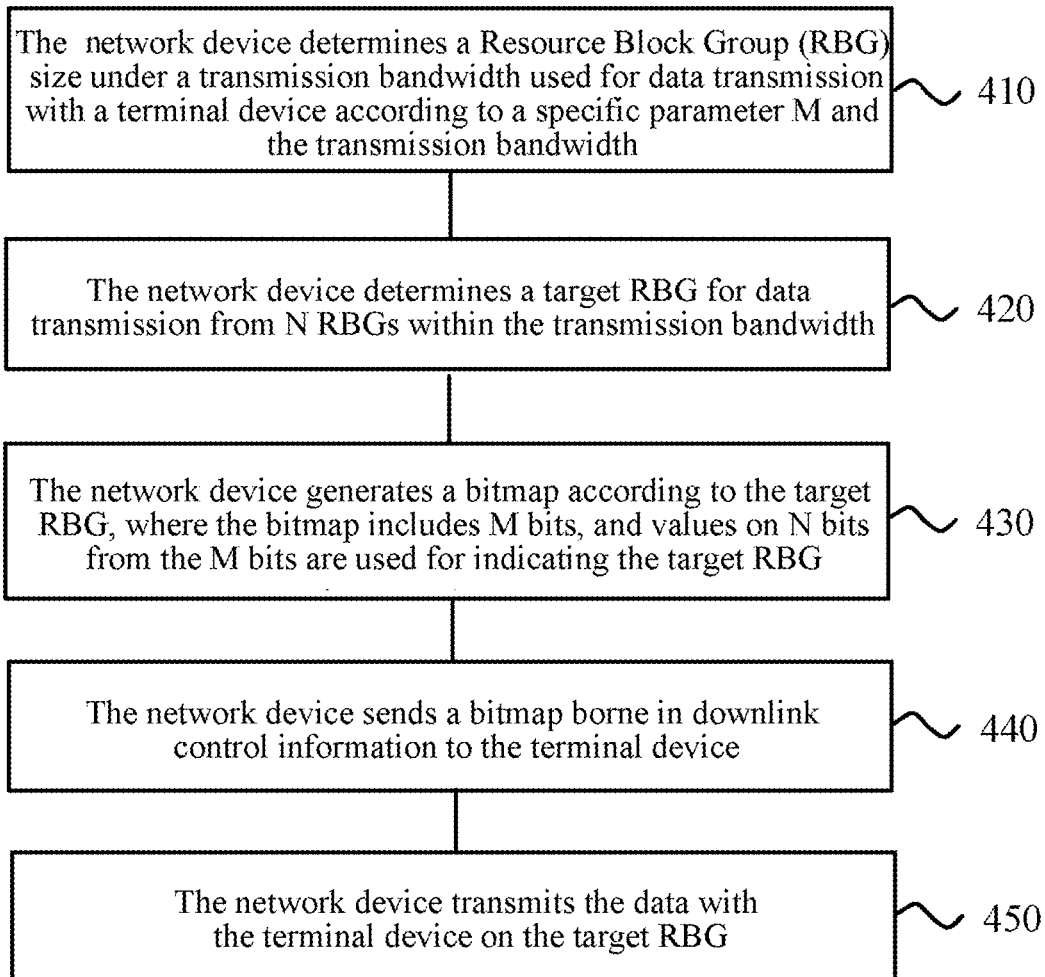 The network device determines a Resource Block Group (RBG)
size under a transmission bandwidth used for data transmission
with a terminal device according to a specific parameter M and
the transmission bandwidth
410
The network device determines a target RBG for data
transmission from N RBGs within the transmission bandwidth
420
The network device generates a bitmap according to the target
RBG, where the bitmap includes M bits, and values on N bits
from the M bits are used for indicating the target RBG
430
The network device sends a bitmap borne in downlink
control information to the terminal device
440
The network device transmits the data with
the terminal device on the target RBG
450